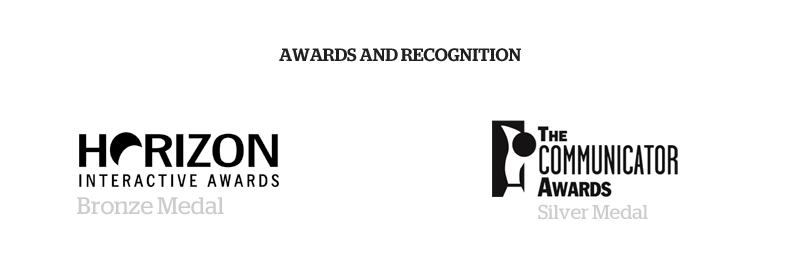 AWARDS AND RECOGNITION
HORIZON
INTERACTIVE AWARDS
Bronze Medal
THE
COMMUNICATOR
AWARDS
Silver Medal